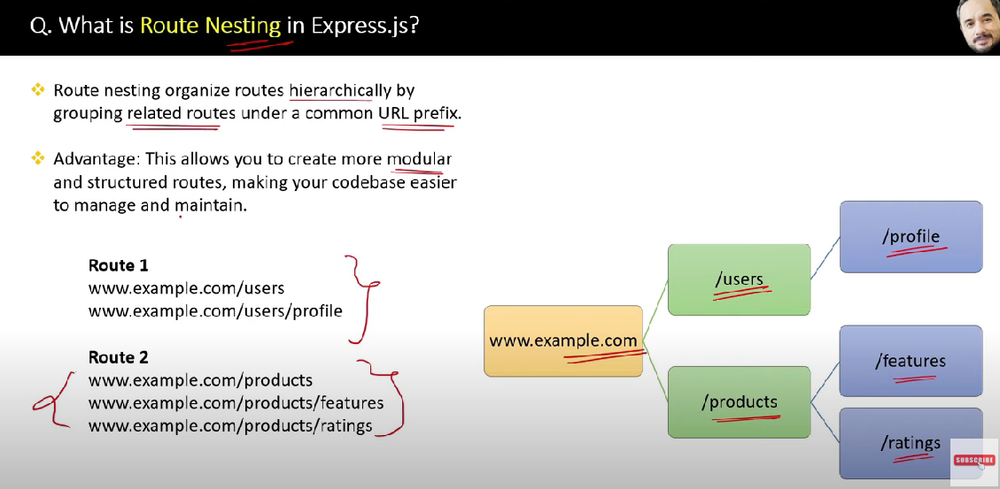 Q. What is Route Nesting in Express.js?
Route nesting organize routes hierarchically by
grouping related routes under a common URL prefix.
Advantage: This allows you to create more modular
and structured routes, making your codebase easier
to manage and maintain.
Route 1
www.example.com/users
www.example.com/users/profile
Route 2
www.example.com/products
www.example.com/products/features
www.example.com/products/ratings
www.example.com
/users
/products
/profile
/features
/ratings
SUBSCRIBE